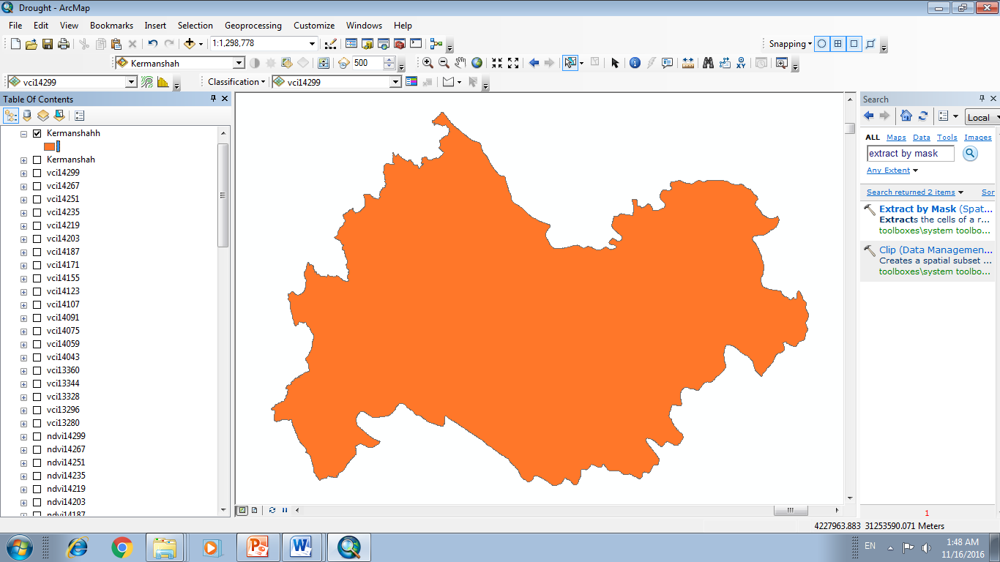 Drought - ArcMap
File Edit View Bookmarks Insert Selection Geoprocessing Customize Windows Help
1:1,298,778
Snapping
Kermanshah
500
vci14299
Classification
vci14299
Table Of Contents
Kermanshahh
Kermanshah
vci14299
vci14267
vci14251
vci14235
vci14219
vci14203
vci14187
vci14171
vci14155
vci14123
vci14107
vci14091
vci14075
vci14059
vci14043
vci13360
vci13344
vci13328
vci13296
vci13280
ndvi14299
ndvi14267
ndvi14251
ndvi14235
ndvi14219
ndvi14203
ndvi14187
Search
Local
ALL Maps Data Tools Images
extract by mask
Any Extent
Search returned 2 items Sor
Extract by Mask (Spat...
Extracts the cells of a r...
toolboxes\system toolbo...
Clip (Data Managemen...
Creates a spatial subset ...
toolboxes\system toolbo...
1
4227963.883 31253590.071 Meters
EN
1:48 AM
11/16/2016